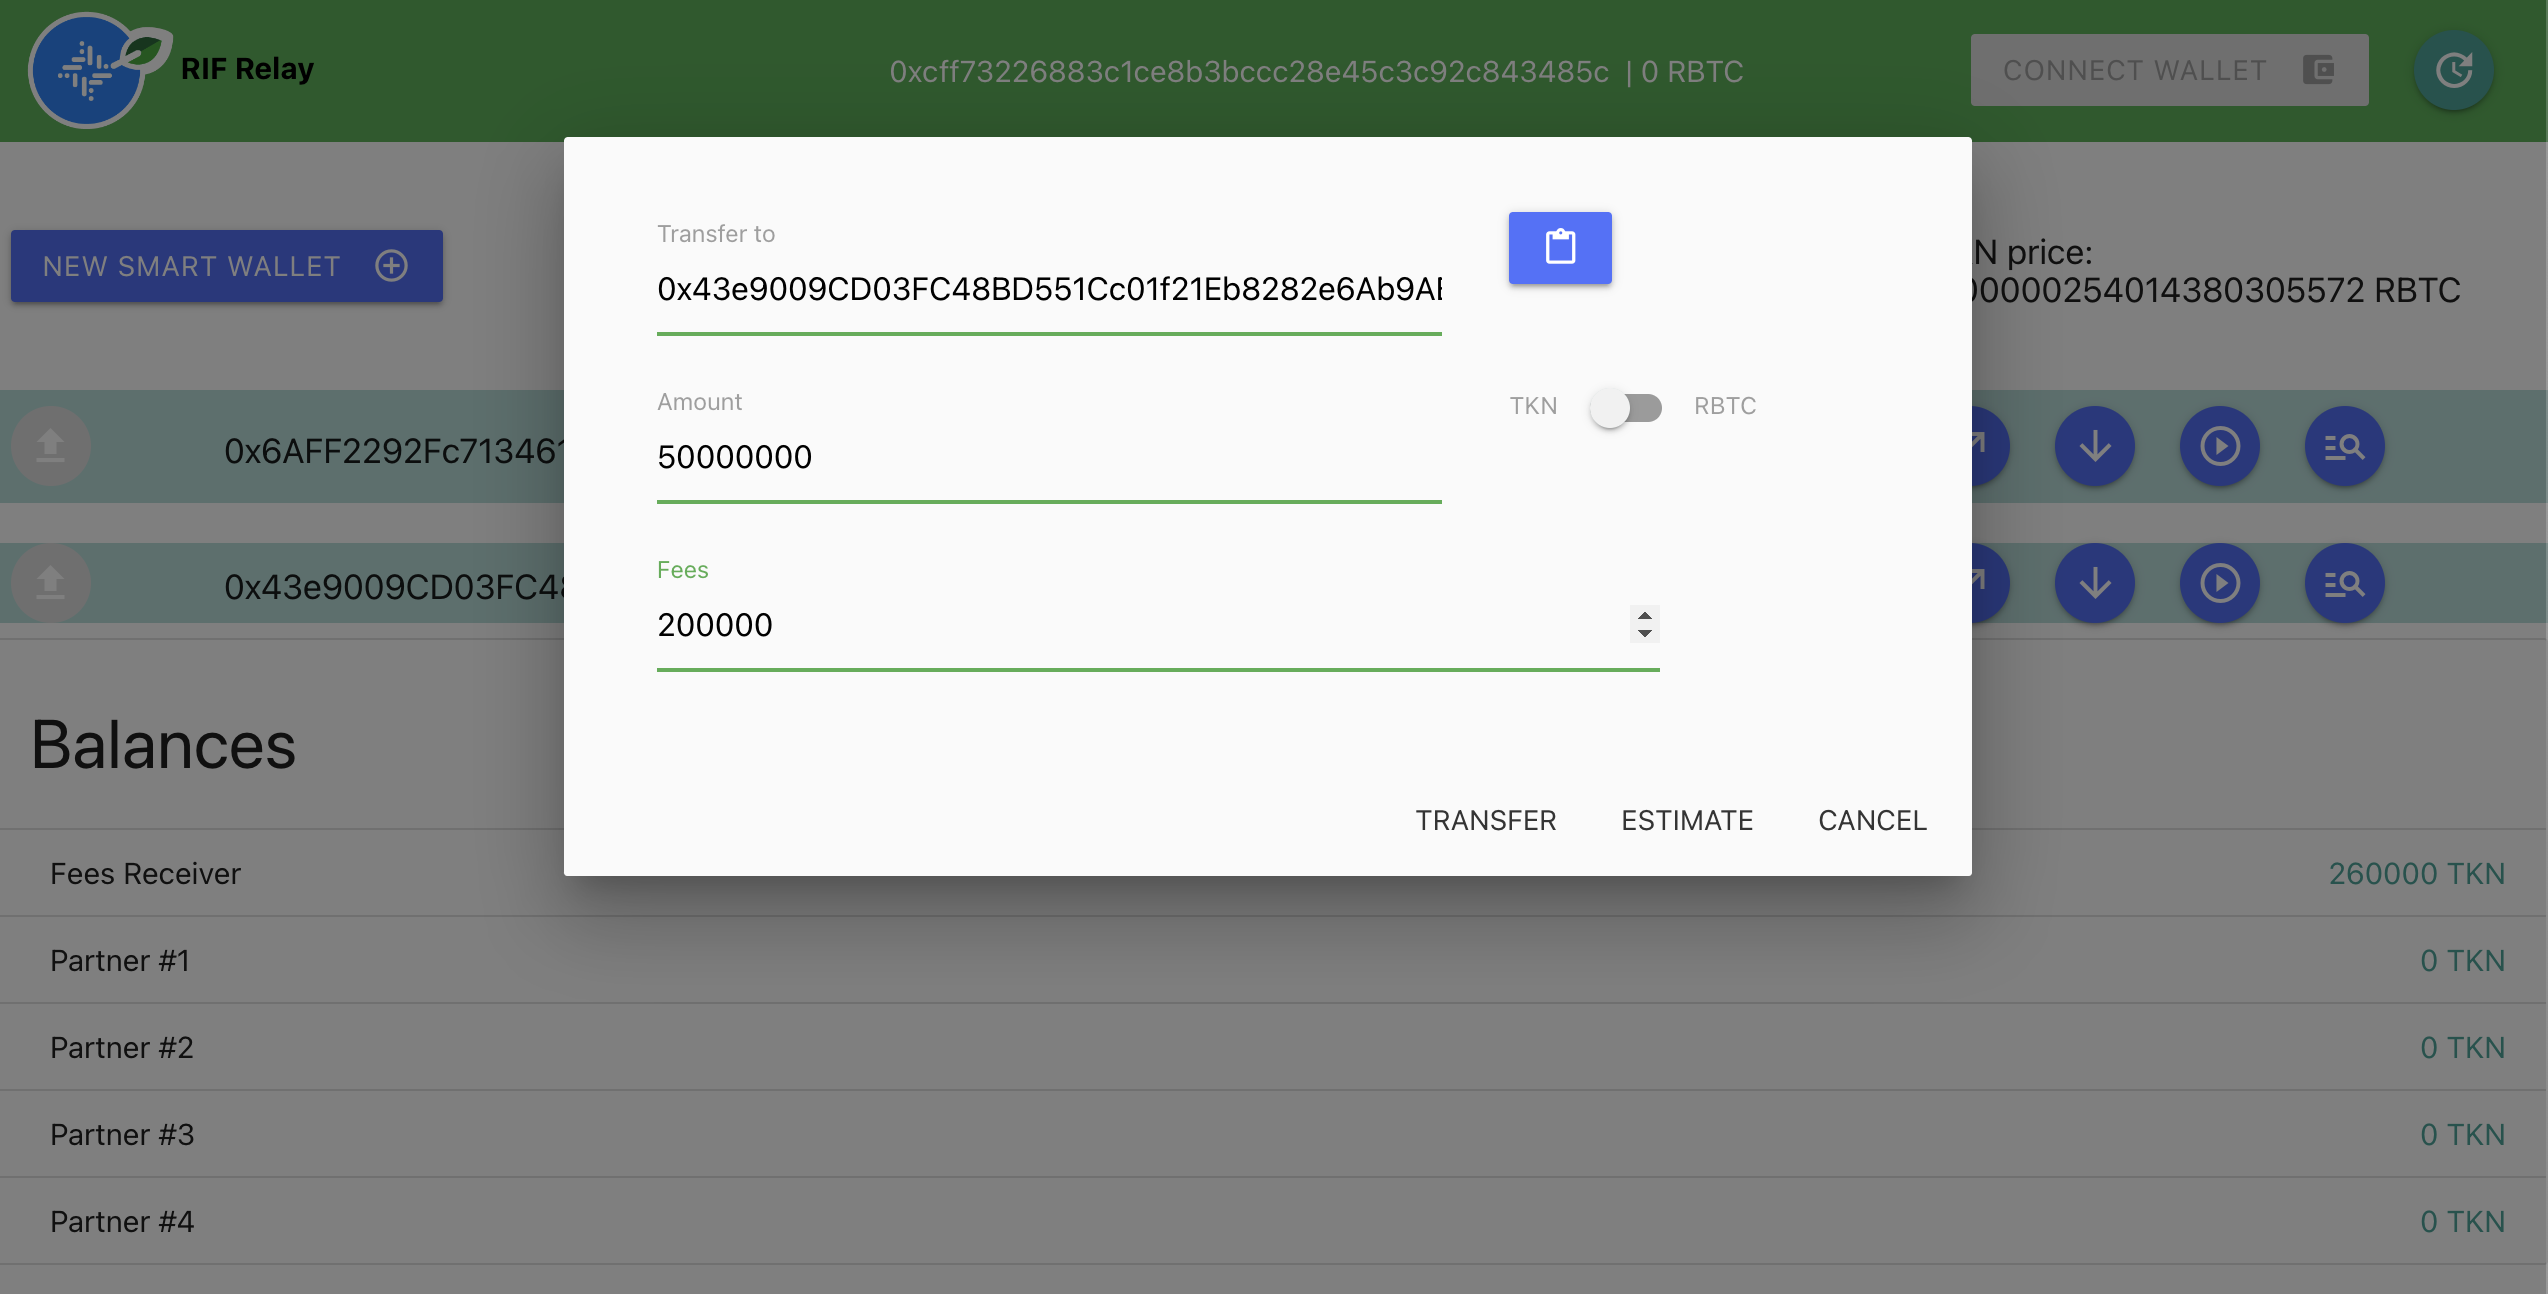 RIF Relay
0xcff73226883c1ce8b3bccc28e45c3c92c843485c | 0 RBTC
CONNECT WALLET
NEW SMART WALLET
N price:
000002540143803055​72 RBTC
Transfer to
0x43e9009CD03FC48BD551Cc01f21Eb8282e6Ab9A
Amount
50000000
TKN
RBTC
Fees
200000
TRANSFER ESTIMATE CANCEL
0x6AFF2292Fc71346
0x43e9009CD03FC4
Balances
Fees Receiver 260000 TKN
Partner #1 0 TKN
Partner #2 0 TKN
Partner #3 0 TKN
Partner #4 0 TKN